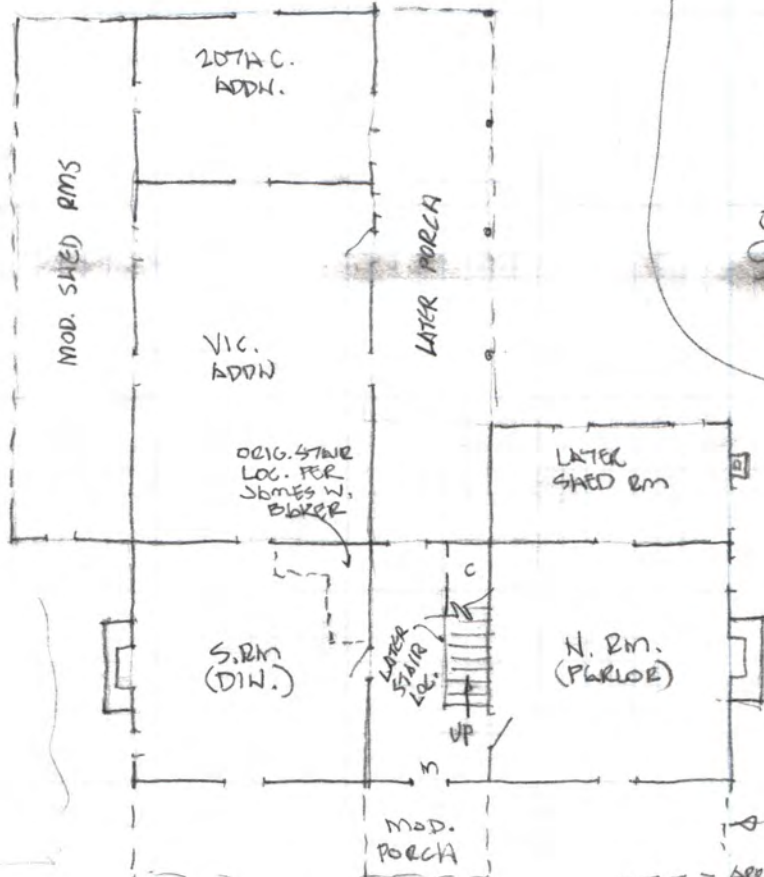 20TH C.
ADDN.
MOD. SHED RMS
LATER PORCH
VIC.
ADDN
ORIG. STAIR
LOC. PER
JAMES W.
BAKER
LATER
SHED RM
C
S. RM
(DIN.)
LATER
STAIR
LOC.
N. RM.
(PARLOR)
UP
MOD.
PORCH